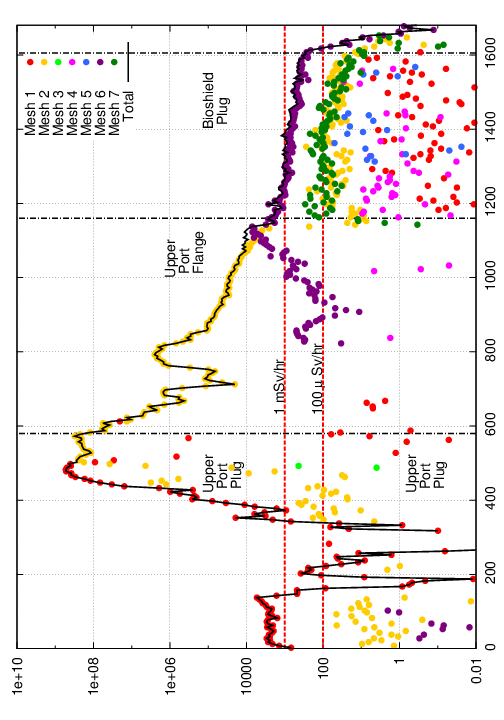 Mesh 1
Mesh 2
Mesh 3
Mesh 4
Mesh 5
Mesh 6
Mesh 7
Total
Bioshield
Plug
Upper
Port
Flange
1 mSv/hr
100 μ Sv/hr
Upper
Port
Plug
Upper
Port
Plug
1e+10
1e+08
1e+06
10000
100
1
0.01
0
200
400
600
800
1000
1200
1400
1600